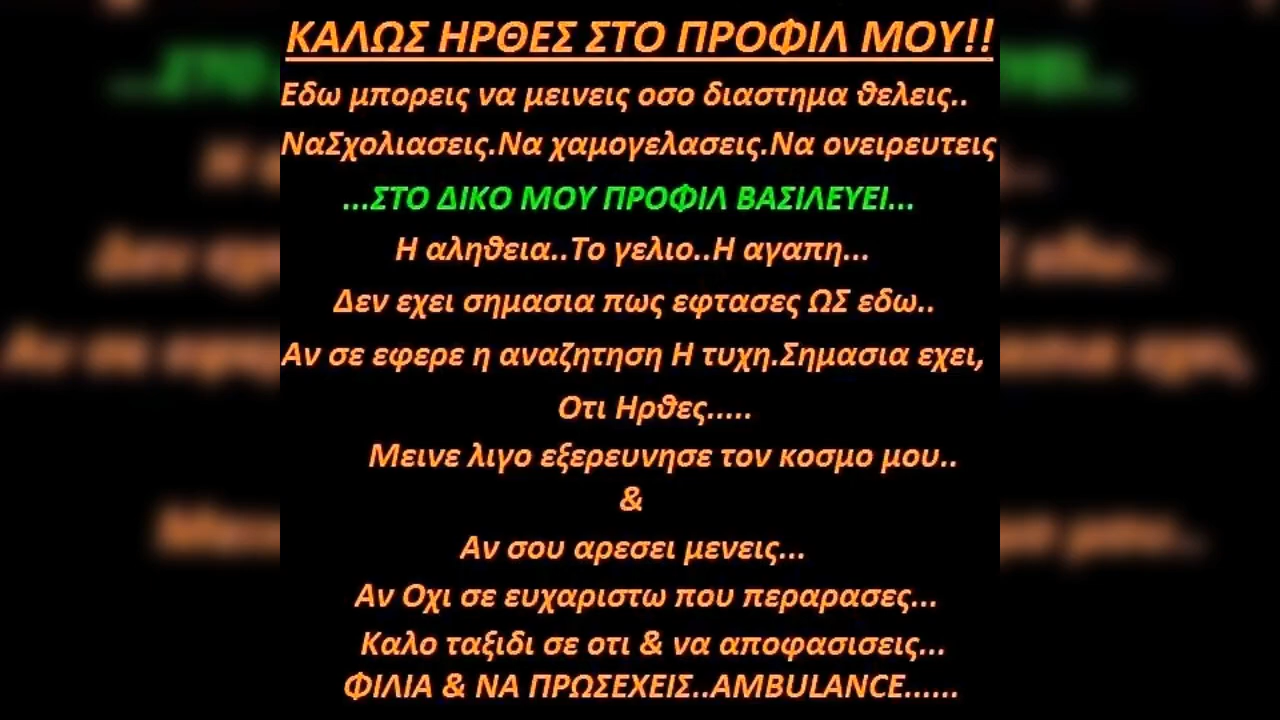 ΚΑΛΩΣ ΗΡΘΕΣ ΣΤΟ ΠΡΟΦΙΛ ΜΟΥ!!
Εδω μπορεις να μεινεις οσο διαστημα θελεις..
ΝαΣχολιασεις.Να χαμογελασεις.Να ονειρευτεις
...ΣΤΟ ΔΙΚΟ ΜΟΥ ΠΡΟΦΙΛ ΒΑΣΙΛΕΥΕΙ...
Η αληθεια..Το γελιο..Η αγαπη...
Δεν εχει σημασια πως εφτασες ΩΣ εδω..
Αν σε εφερε η αναζητηση Η τυχη.Σημασια εχει,
Οτι Ηρθες.....
Μεινε λιγο εξερευνησε τον κοσμο μου..
&
Αν σου αρεσει μενεις...
Αν Οχι σε ευχαριστω που περαρασες...
Καλο ταξιδι σε οτι & να αποφασισεις...
ΦΙΛΙΑ & ΝΑ ΠΡΩΣΕΧΕΙΣ..AMBULANCE......